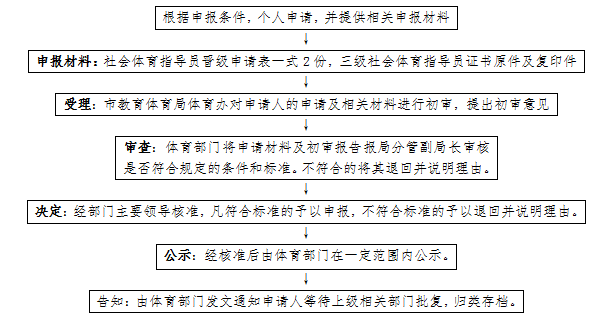 根据申报条件，个人申请，并提供相关申报材料
申报材料：社会体育指导员晋级申请表一式2份，三级社会体育指导员证书原件及复印件
受理：市教育体育局体育办对申请人的申请及相关材料进行初审，提出初审意见
审查：体育部门将申请材料及初审报告报局分管副局长审核
是否符合规定的条件和标准。不符合的将其退回并说明理由。
决定：经部门主要领导核准，凡符合标准的予以申报，不符合标准的予以退回并说明理由。
公示：经核准后由体育部门在一定范围内公示。
告知：由体育部门发文通知申请人等待上级相关部门批复，归类存档。